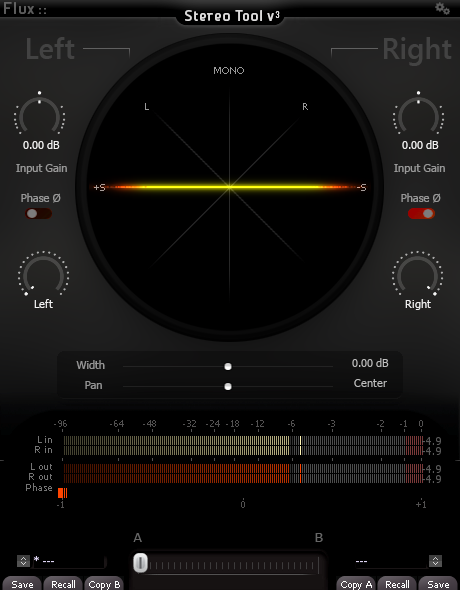 Flux ::
Stereo Tool v³
Left
Right
MONO
L R
0.00 dB 0.00 dB
Input Gain Input Gain
Phase Ø Phase Ø
+S -S
Left Right
Width 0.00 dB
Pan Center
-96 -64 -48 -32 -24 -18 -12 -6 -3 -1 0
L in -4.9
R in -4.9
L out -4.9
R out -4.9
Phase
-1 0 +1
A B
* --- ---
Save Recall Copy B Copy A Recall Save